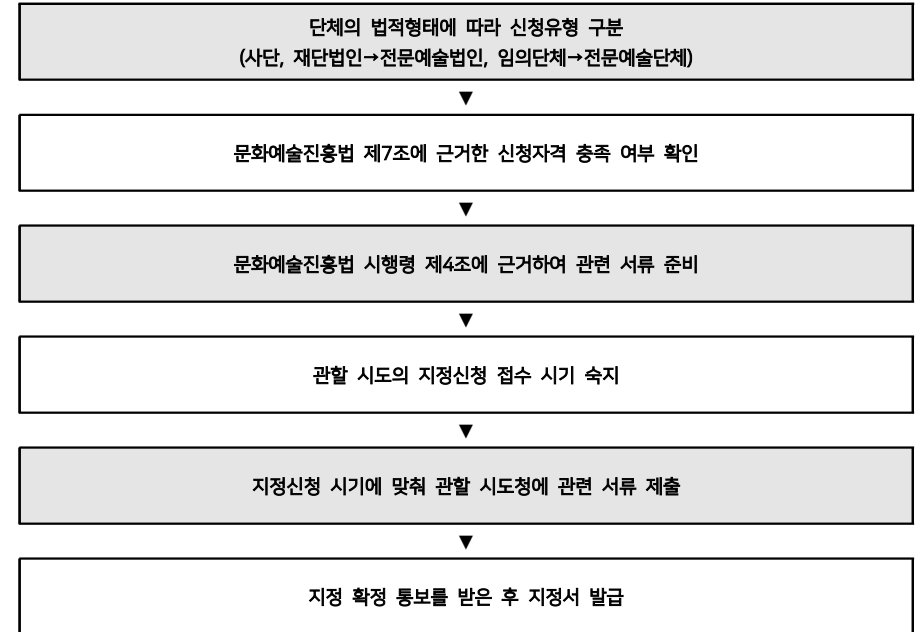 단체의 법적형태에 따라 신청유형 구분
(사단, 재단법인→전문예술법인, 임의단체→전문예술단체)
▼
문화예술진흥법 제7조에 근거한 신청자격 충족 여부 확인
▼
문화예술진흥법 시행령 제4조에 근거하여 관련 서류 준비
▼
관할 시도의 지정신청 접수 시기 숙지
▼
지정신청 시기에 맞춰 관할 시도청에 관련 서류 제출
▼
지정 확정 통보를 받은 후 지정서 발급